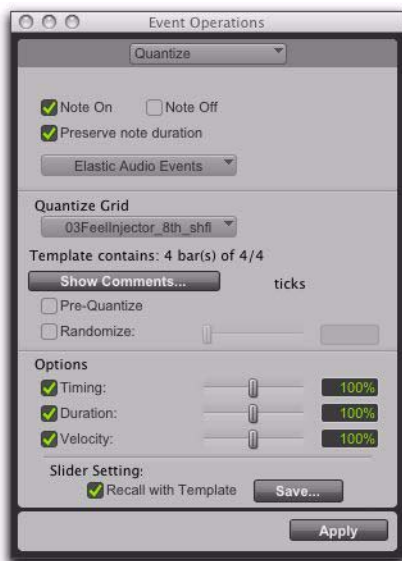 Event Operations
Quantize
Note On Note Off
Preserve note duration
Elastic Audio Events
Quantize Grid
03FeelInjector_8th_shfl
Template contains: 4 bar(s) of 4/4
Show Comments... ticks
Pre-Quantize
Randomize:
Options
Timing: 100%
Duration: 100%
Velocity: 100%
Slider Setting:
Recall with Template Save...
Apply